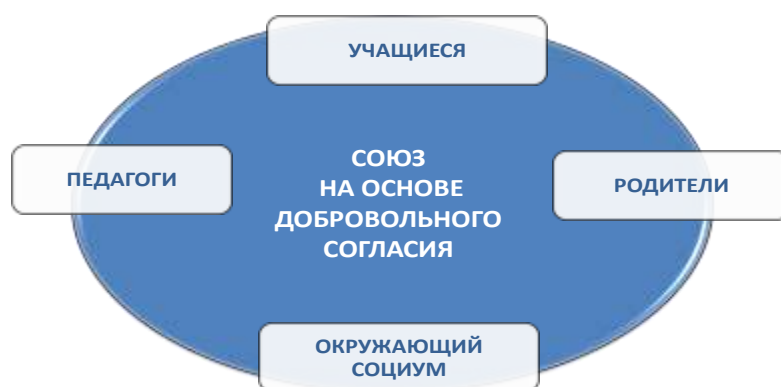 УЧАЩИЕСЯ
ПЕДАГОГИ
СОЮЗ
НА ОСНОВЕ
ДОБРОВОЛЬНОГО
СОГЛАСИЯ
РОДИТЕЛИ
ОКРУЖАЮЩИЙ
СОЦИУМ